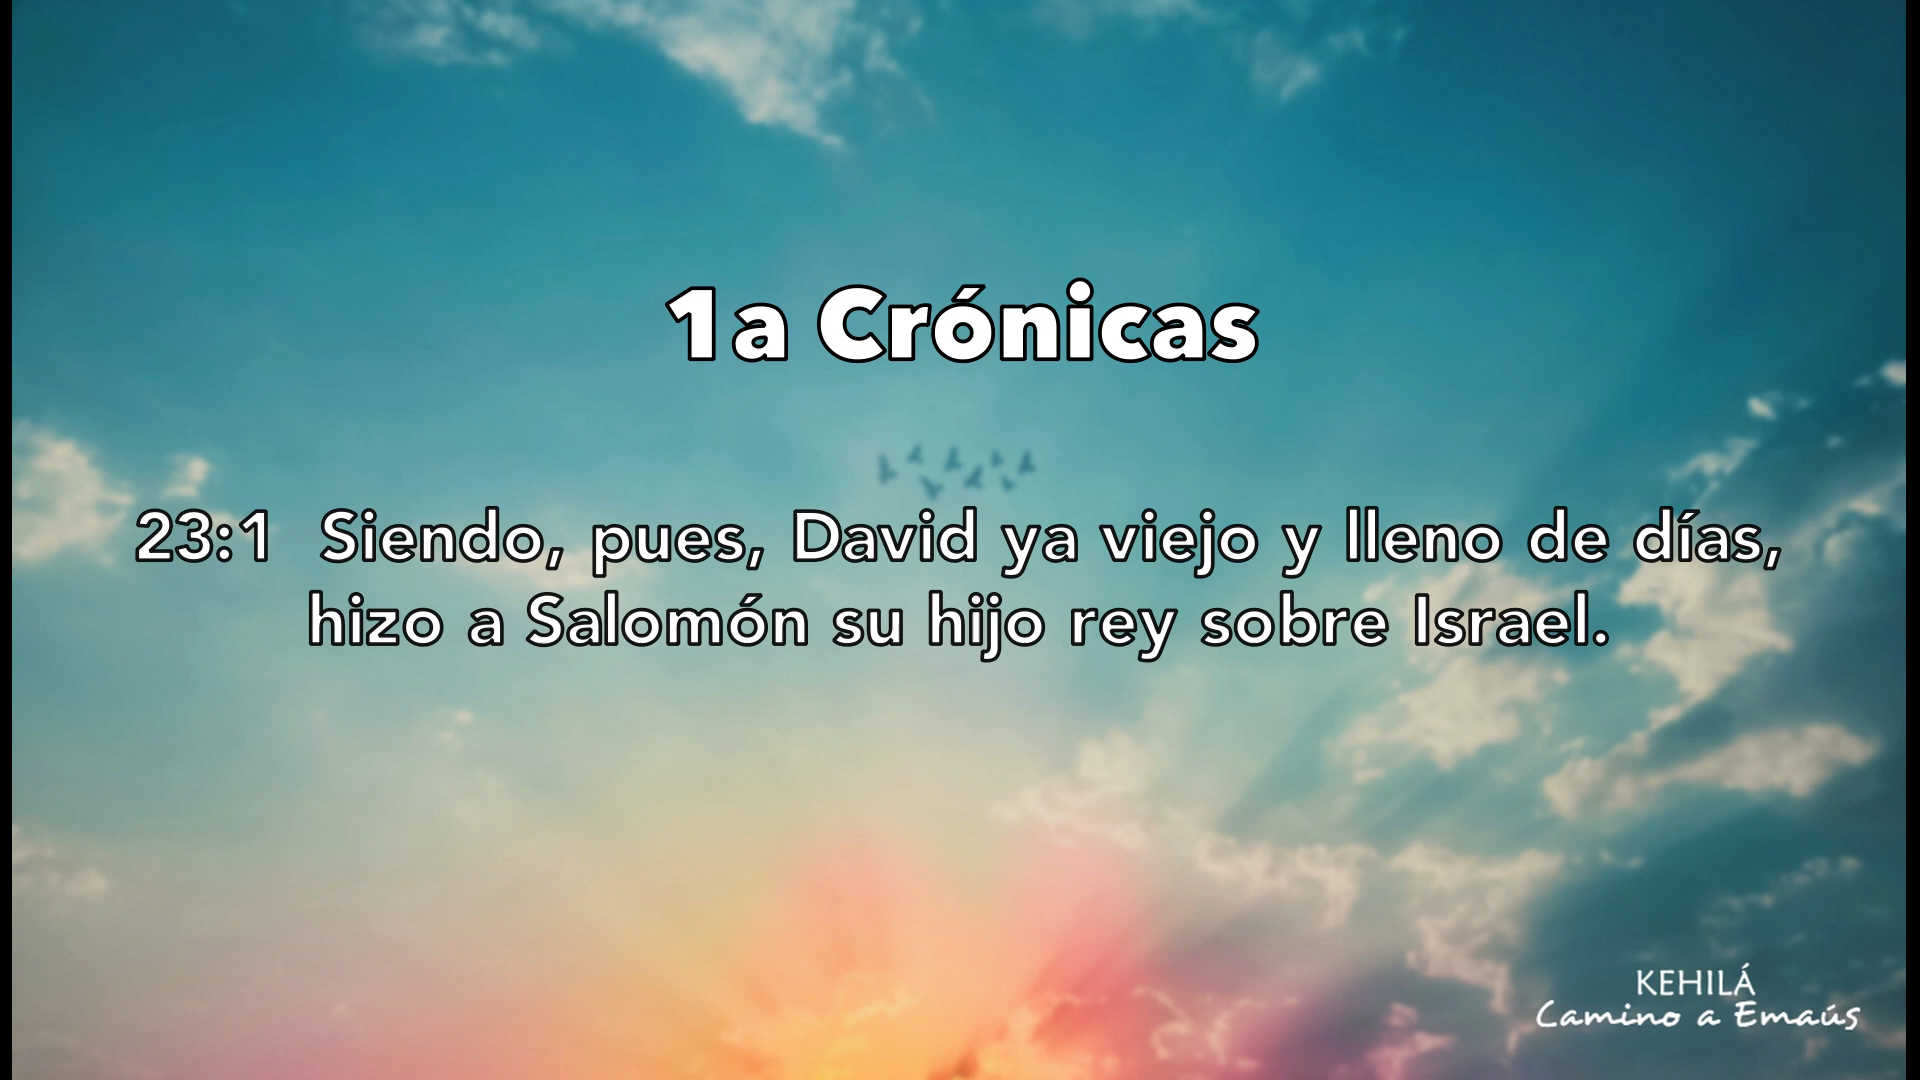 1a Crónicas
23:1 Siendo, pues, David ya viejo y lleno de días,
hizo a Salomón su hijo rey sobre Israel.
KEHILÁ
Camino a Emaús